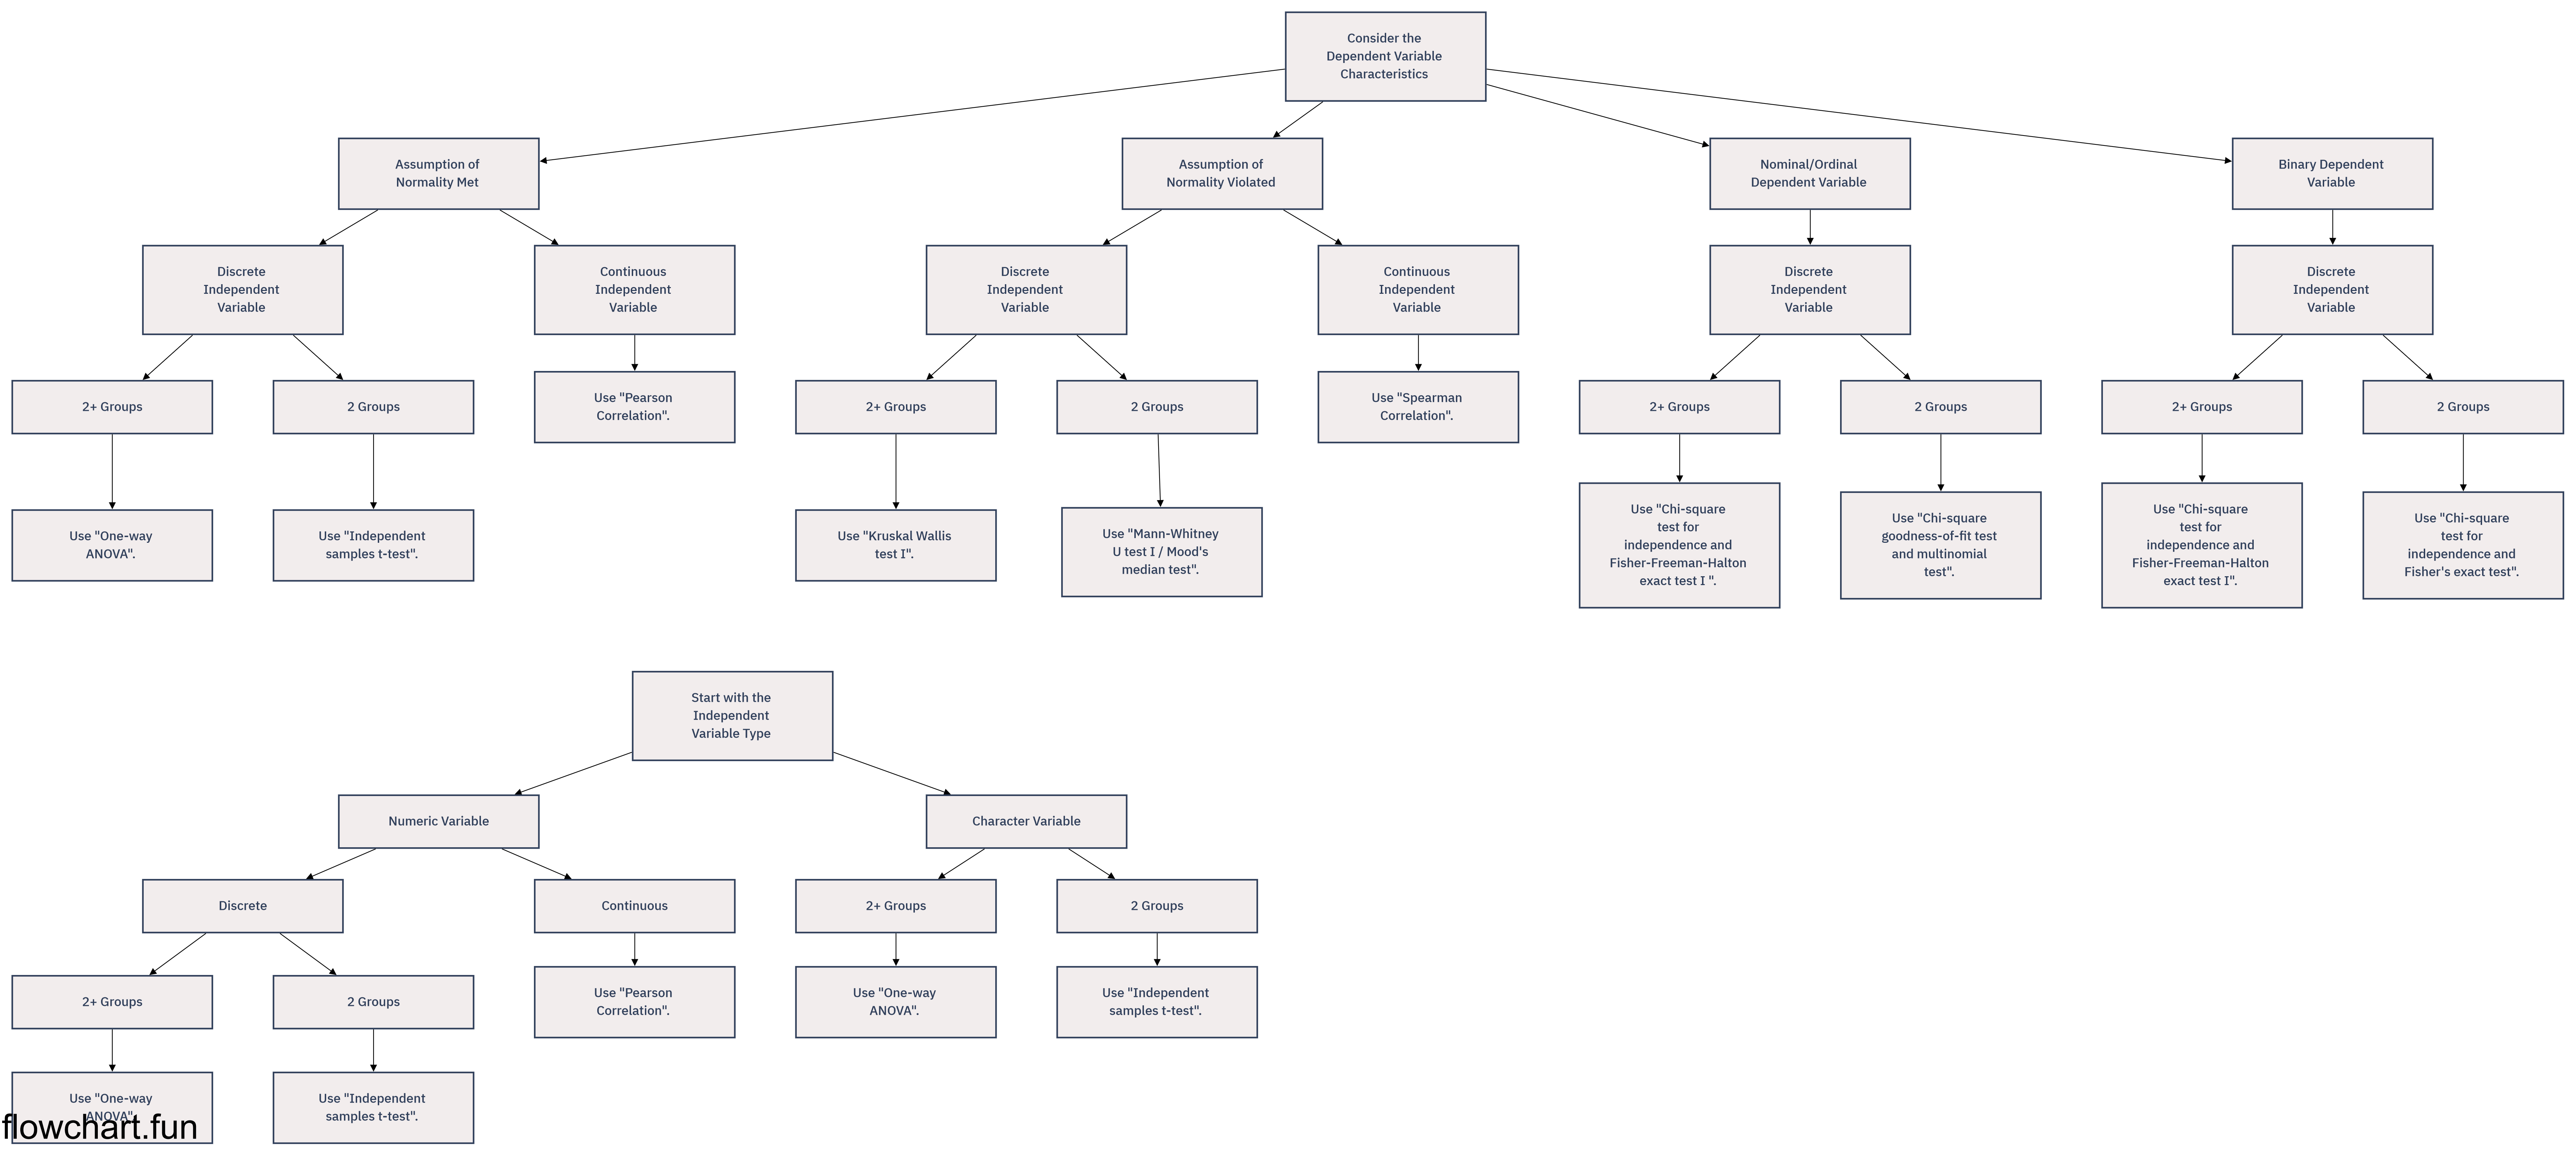 Consider the
Dependent Variable
Characteristics
Assumption of
Normality Met
Assumption of
Normality Violated
Nominal/Ordinal
Dependent Variable
Binary Dependent
Variable
Discrete
Independent
Variable
Continuous
Independent
Variable
Discrete
Independent
Variable
Continuous
Independent
Variable
Discrete
Independent
Variable
Discrete
Independent
Variable
2+ Groups
2 Groups
Use "Pearson
Correlation".
2+ Groups
2 Groups
Use "Spearman
Correlation".
2+ Groups
2 Groups
2+ Groups
2 Groups
Use "One-way
ANOVA".
Use "Independent
samples t-test".
Use "Kruskal Wallis
test I".
Use "Mann-Whitney
U test I / Mood's
median test".
Use "Chi-square
test for
independence and
Fisher-Freeman-Halton
exact test I ".
Use "Chi-square
goodness-of-fit test
and multinomial
test".
Use "Chi-square
test for
independence and
Fisher-Freeman-Halton
exact test I".
Use "Chi-square
test for
independence and
Fisher's exact test".
Start with the
Independent
Variable Type
Numeric Variable
Character Variable
Discrete
Continuous
2+ Groups
2 Groups
2+ Groups
2 Groups
Use "Pearson
Correlation".
Use "One-way
ANOVA".
Use "Independent
samples t-test".
Use "One-way
ANOVA".
Use "Independent
samples t-test".
flowchart.fun